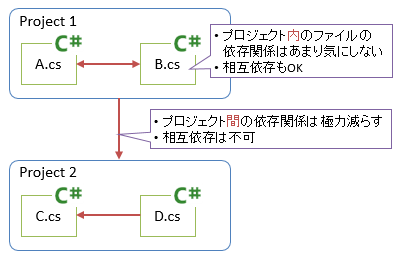 Project 1
C#
A.cs
C#
B.cs
• プロジェクト内のファイルの
依存関係はあまり気にしない
• 相互依存もOK
• プロジェクト間の依存関係は極力減らす
• 相互依存は不可
Project 2
C#
C.cs
C#
D.cs